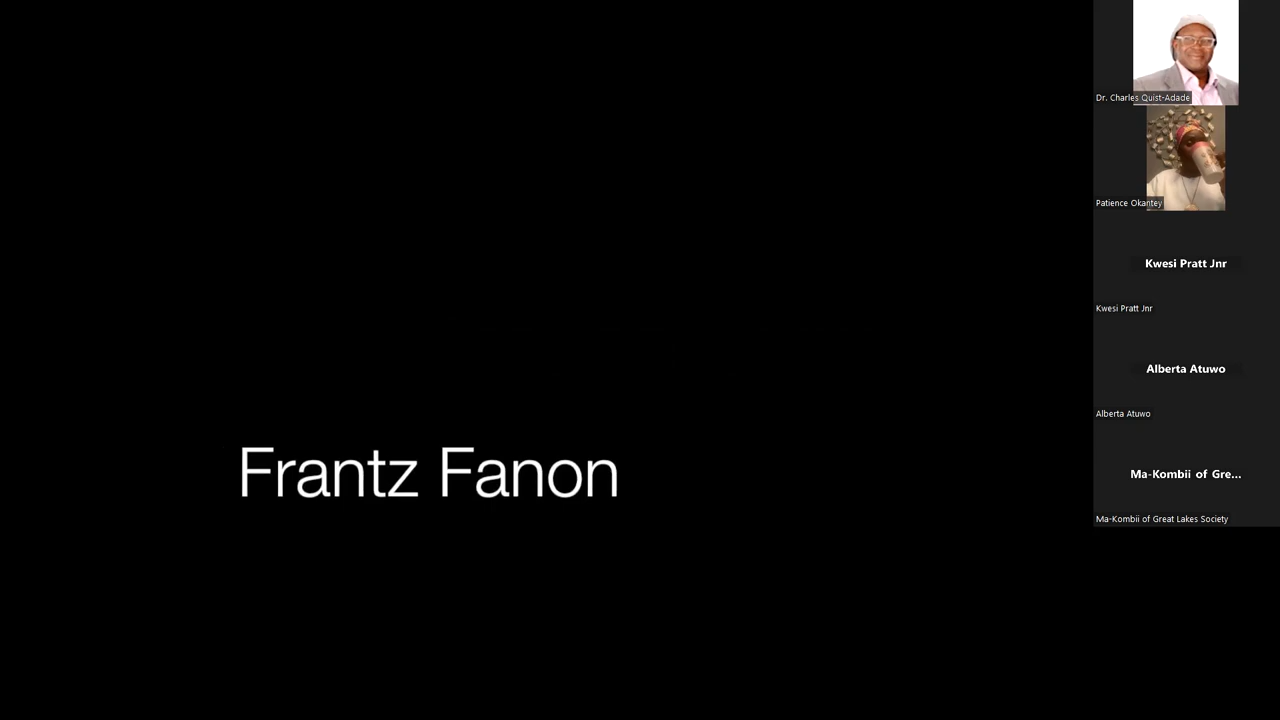 Frantz Fanon
Dr. Charles Quist-Adade
Patience Okantey
Kwesi Pratt Jnr
Kwesi Pratt Jnr
Alberta Atuwo
Alberta Atuwo
Ma-Kombii of Gre...
Ma-Kombii of Great Lakes Society